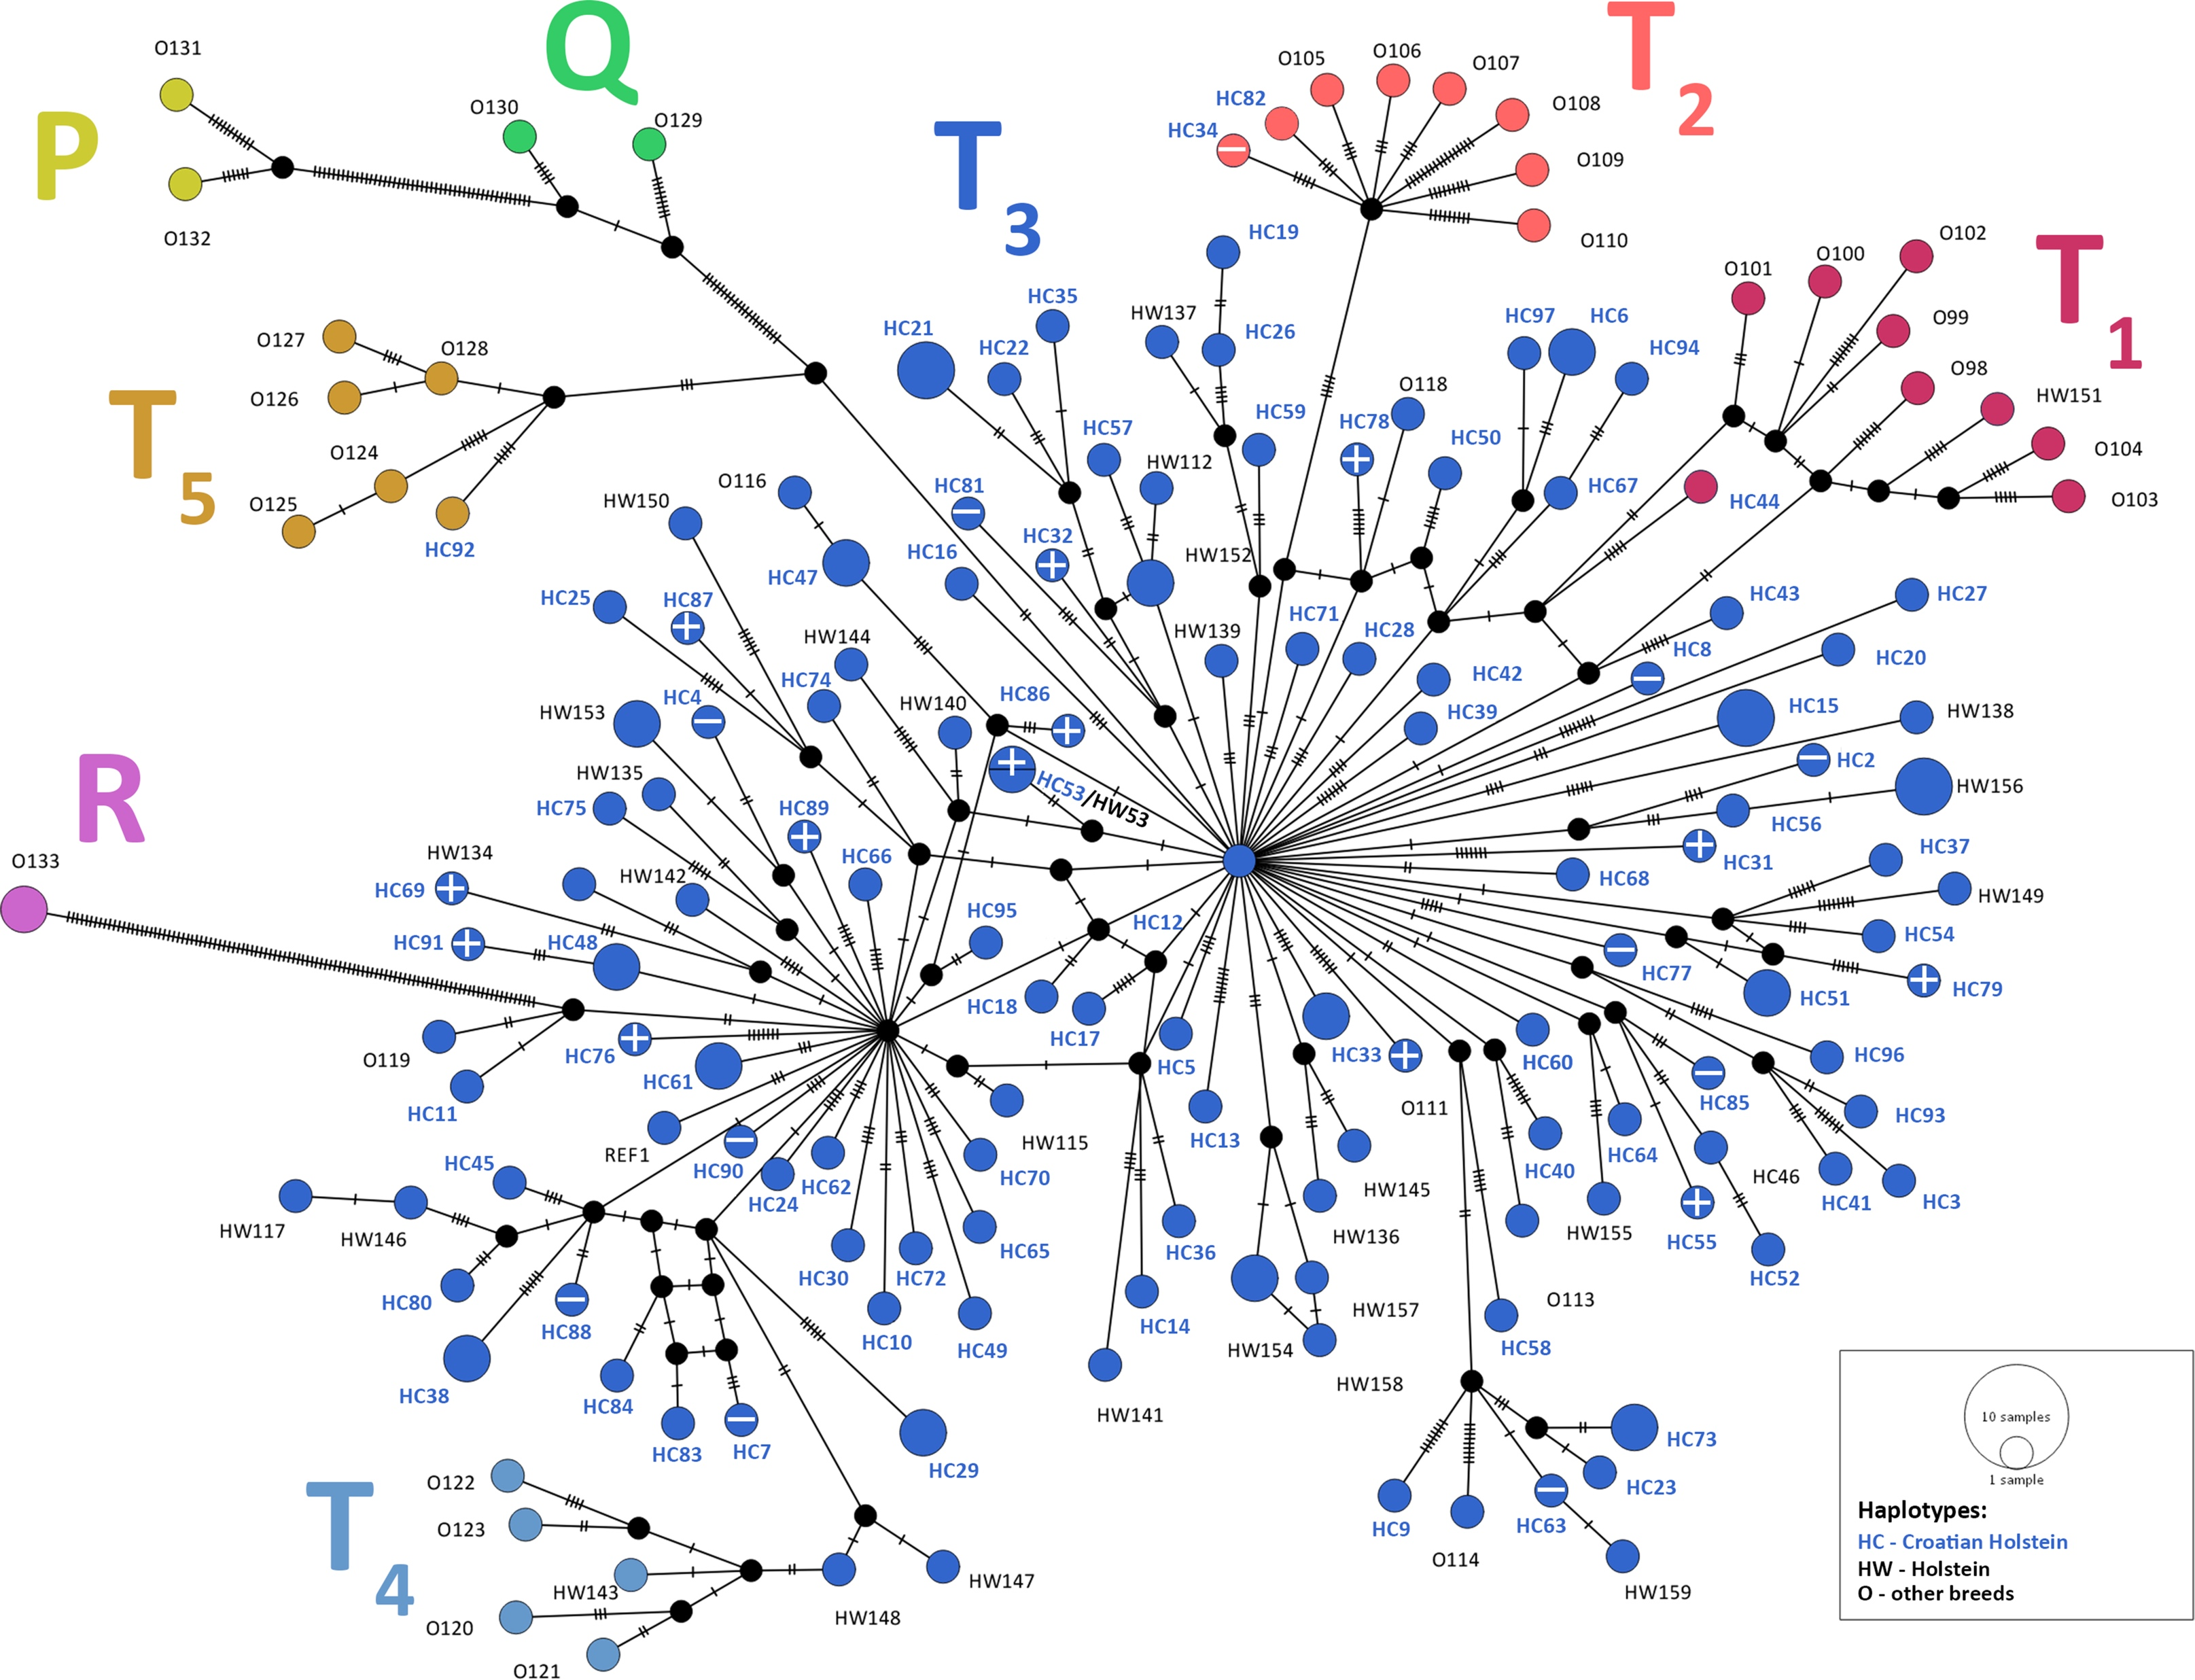 O131
Q
T
2
O130
O129
P
O132
T
3
O105
O106
O107
HC82
O108
HC34
O109
O110
HC19
O102
O100
O101
T
1
O99
O98
HW151
O104
O103
HC44
O127
O128
O126
T
5
O124
O125
HC92
HC21
HC35
HC22
HC57
HW112
HW137
HC26
HC59
HC78
O118
HC50
HC97
HC6
HC94
HC67
HC81
HC32
HC16
HW152
HW139
HC71
HC28
HC42
HC39
HC43
HC8
HC27
HC20
HC15
HW138
HC2
HW156
HC56
HC31
HC68
HC37
HW149
HC54
HC77
HC51
HC79
HW150
O116
HC47
HC25
HC87
HW144
HC74
HW140
HC86
HC53/HW53
HW153
HC4
HW135
HC75
HC89
HC66
HW134
HC69
HW142
HC91
HC48
HC95
HC12
R
O133
O119
HC11
HC76
HC61
HC18
HC17
HC5
HC13
HC33
HC60
O111
HC40
HC64
HC85
HC96
HC93
HC46
HC41
HC3
HW155
HC55
HC52
REF1
HC90
HC24
HC62
HW115
HC70
HC65
HC30
HC72
HC10
HC49
HC36
HC14
HW141
HW145
HW136
HW157
HW154
HW158
O113
HC58
HC45
HW117
HW146
HC80
HC88
HC38
HC84
HC83
HC7
HC29
T
4
O122
O123
HW143
O120
O121
HW148
HW147
HC9
O114
HC63
HC73
HC23
HW159
10 samples
1 sample
Haplotypes:
HC - Croatian Holstein
HW - Holstein
O - other breeds